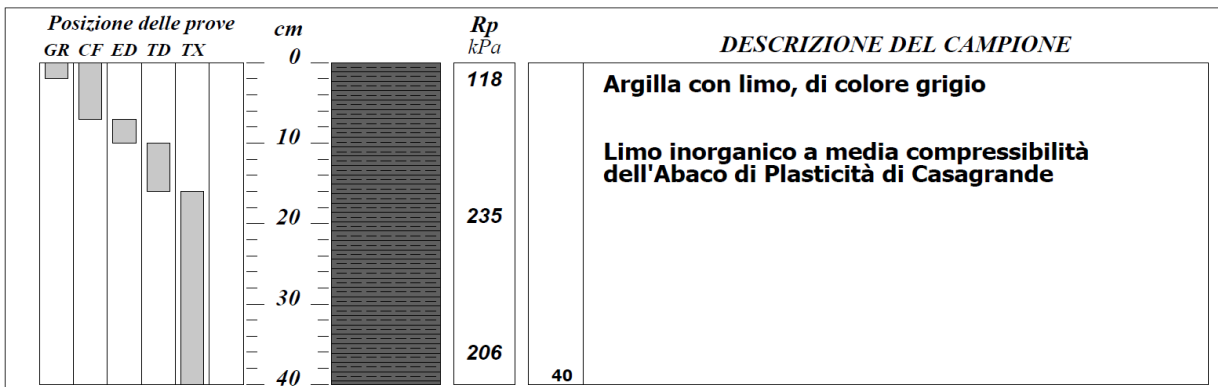 Posizione delle prove
GR CF ED TD TX
cm
Rp
kPa
DESCRIZIONE DEL CAMPIONE
0
118
Argilla con limo, di colore grigio
10
Limo inorganico a media compressibilità
dell'Abaco di Plasticità di Casagrande
20
235
30
206
40
40